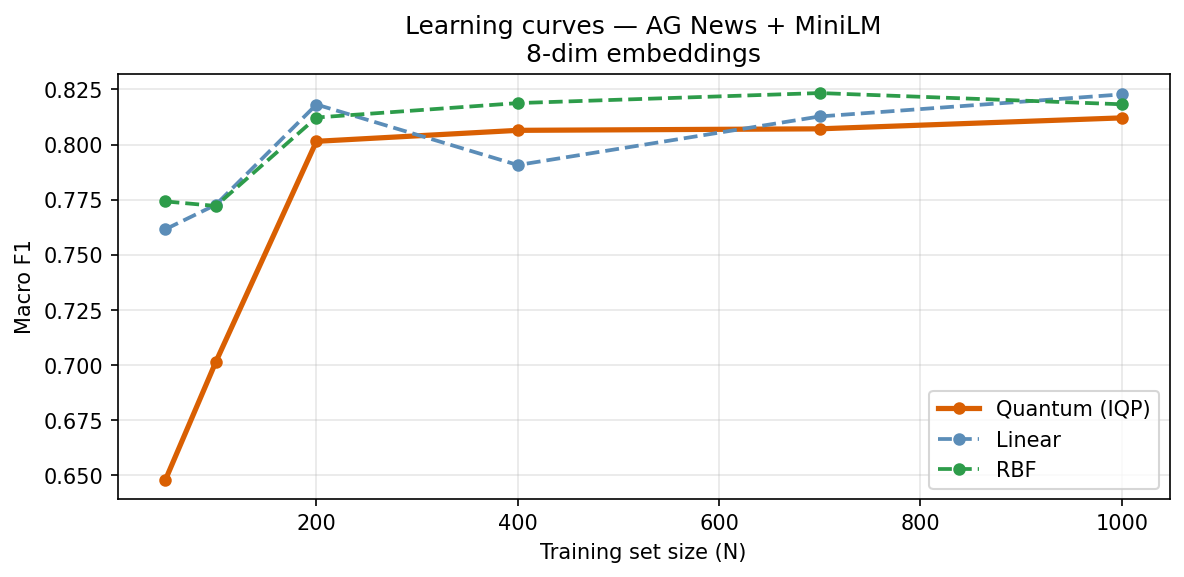 Learning curves — AG News + MiniLM
8-dim embeddings
Macro F1
0.825
0.800
0.775
0.750
0.725
0.700
0.675
0.650
Quantum (IQP)
Linear
RBF
200
400
600
800
1000
Training set size (N)